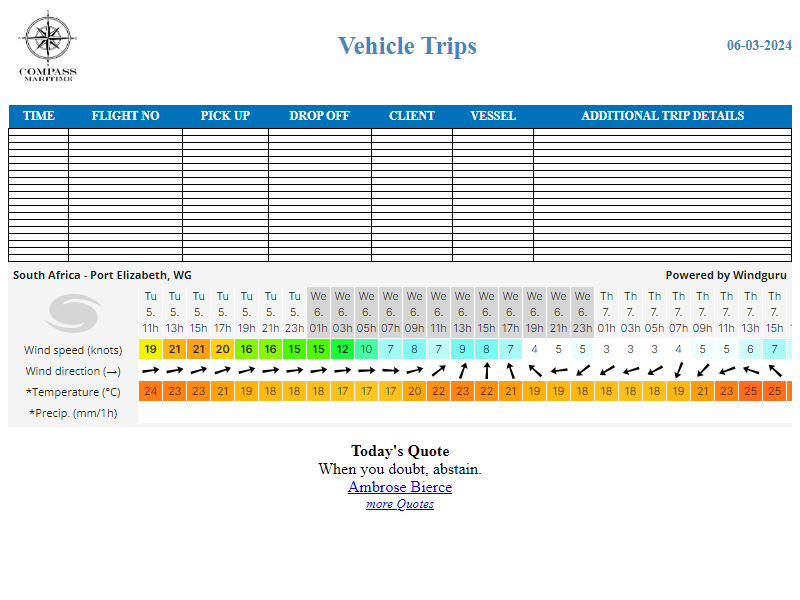 COMPASS
MARITIME
Vehicle Trips
06-03-2024
TIME FLIGHT NO PICK UP DROP OFF CLIENT VESSEL ADDITIONAL TRIP DETAILS
South Africa - Port Elizabeth, WG Powered by Windguru
Tu Tu Tu Tu Tu Tu Tu We We We We We We We We We We We We Th Th Th Th Th Th Th Th
5. 5. 5. 5. 5. 5. 5. 6. 6. 6. 6. 6. 6. 6. 6. 6. 6. 6. 6. 7. 7. 7. 7. 7. 7. 7. 7.
11h 13h 15h 17h 19h 21h 23h 01h 03h 05h 07h 09h 11h 13h 15h 17h 19h 21h 23h 01h 03h 05h 07h 09h 11h 13h 15h
Wind speed (knots) 19 21 21 20 16 16 15 15 12 10 7 8 7 9 8 7 4 5 5 3 3 3 4 5 5 6 7
Wind direction (→)
*Temperature (°C) 24 23 23 21 19 18 18 18 17 17 17 20 22 23 22 21 19 19 18 18 18 18 19 21 23 25 25
*Precip. (mm/1h)
Today's Quote
When you doubt, abstain.
Ambrose Bierce
more Quotes